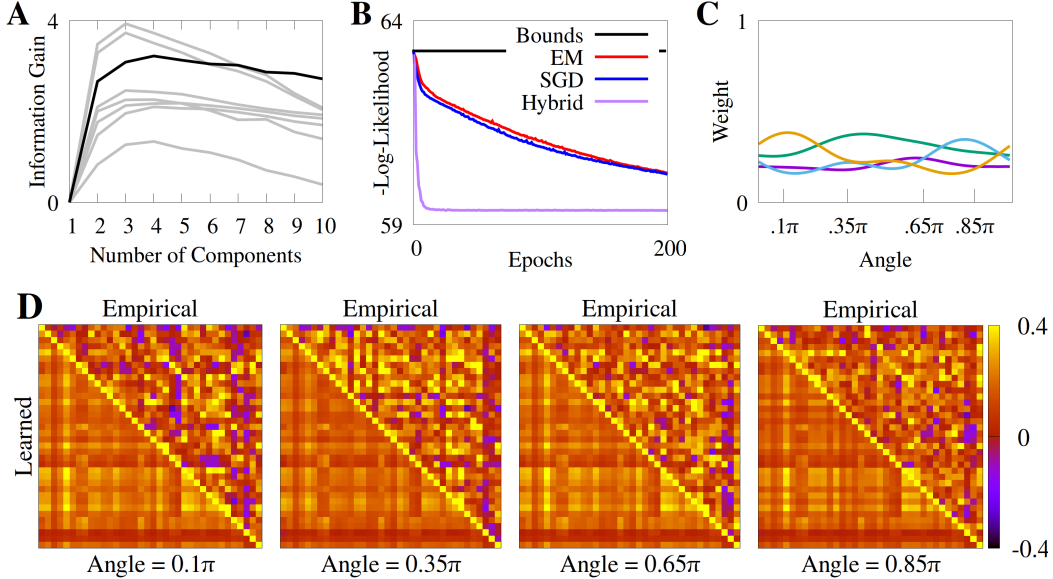 A
4
Information Gain
0
1 2 3 4 5 6 7 8 9 10
Number of Components
B
64
Bounds
EM
SGD
Hybrid
-Log-Likelihood
59
0 200
Epochs
C
1
Weight
0
.1π .35π .65π .85π
Angle
D
Empirical Empirical Empirical Empirical
Learned
0.4
0
-0.4
Angle = 0.1π Angle = 0.35π Angle = 0.65π Angle = 0.85π